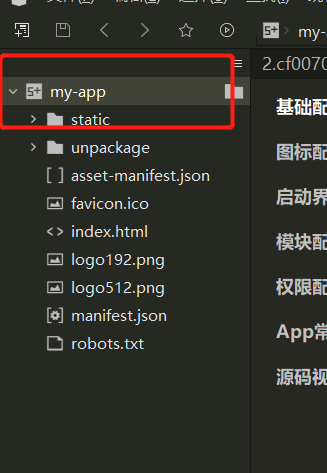 my-
2.cf0070
my-app
static
unpackage
asset-manifest.json
favicon.ico
index.html
logo192.png
logo512.png
manifest.json
robots.txt
基础配
图标配
启动界
模块配
权限配
App常
源码视